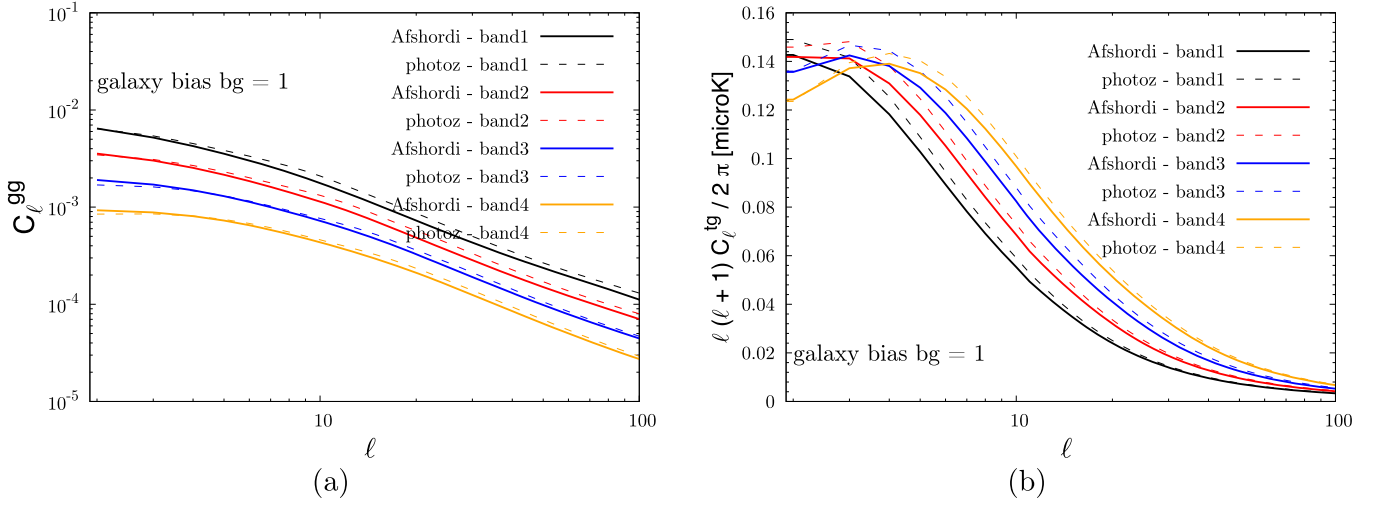 10⁻¹
10⁻²
10⁻³
10⁻⁴
10⁻⁵
C_ℓ^gg
galaxy bias bg = 1
Afshordi - band1
photoz - band1
Afshordi - band2
photoz - band2
Afshordi - band3
photoz - band3
Afshordi - band4
photoz - band4
10
100
ℓ
(a)
0.16
0.14
0.12
0.1
0.08
0.06
0.04
0.02
0
ℓ (ℓ + 1) C_ℓ^tg / 2 π [microK]
Afshordi - band1
photoz - band1
Afshordi - band2
photoz - band2
Afshordi - band3
photoz - band3
Afshordi - band4
photoz - band4
galaxy bias bg = 1
10
100
ℓ
(b)